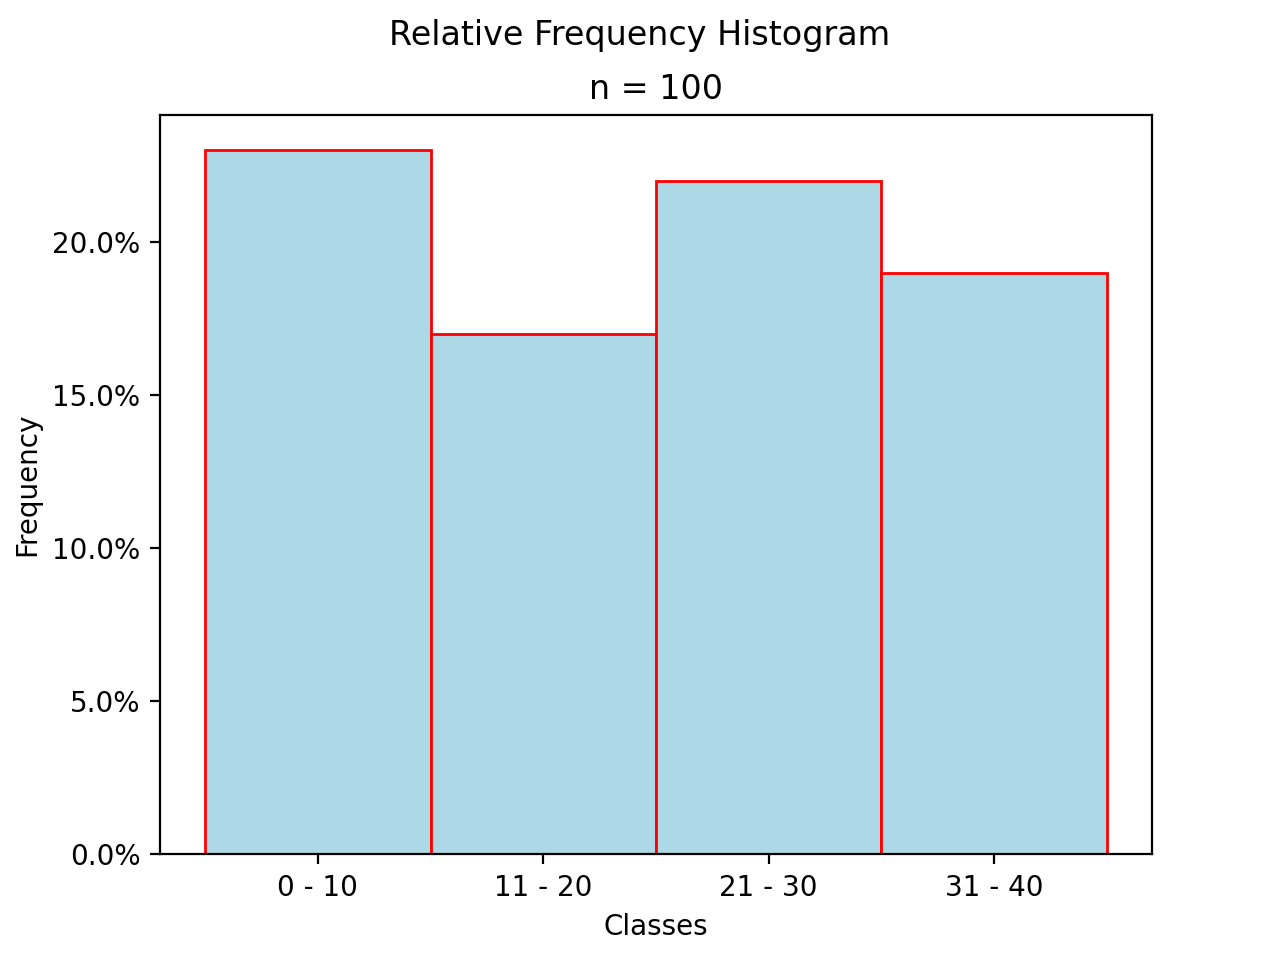 Relative Frequency Histogram
n = 100
20.0%
15.0%
10.0%
5.0%
0.0%
Frequency
0 - 10
11 - 20
21 - 30
31 - 40
Classes